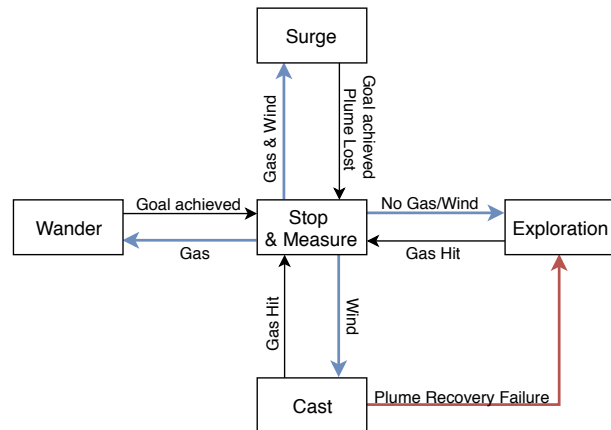 Surge
Gas & Wind
Goal achieved
Plume Lost
Wander
Goal achieved
Gas
Stop
& Measure
No Gas/Wind
Gas Hit
Exploration
Gas Hit
Wind
Cast
Plume Recovery Failure